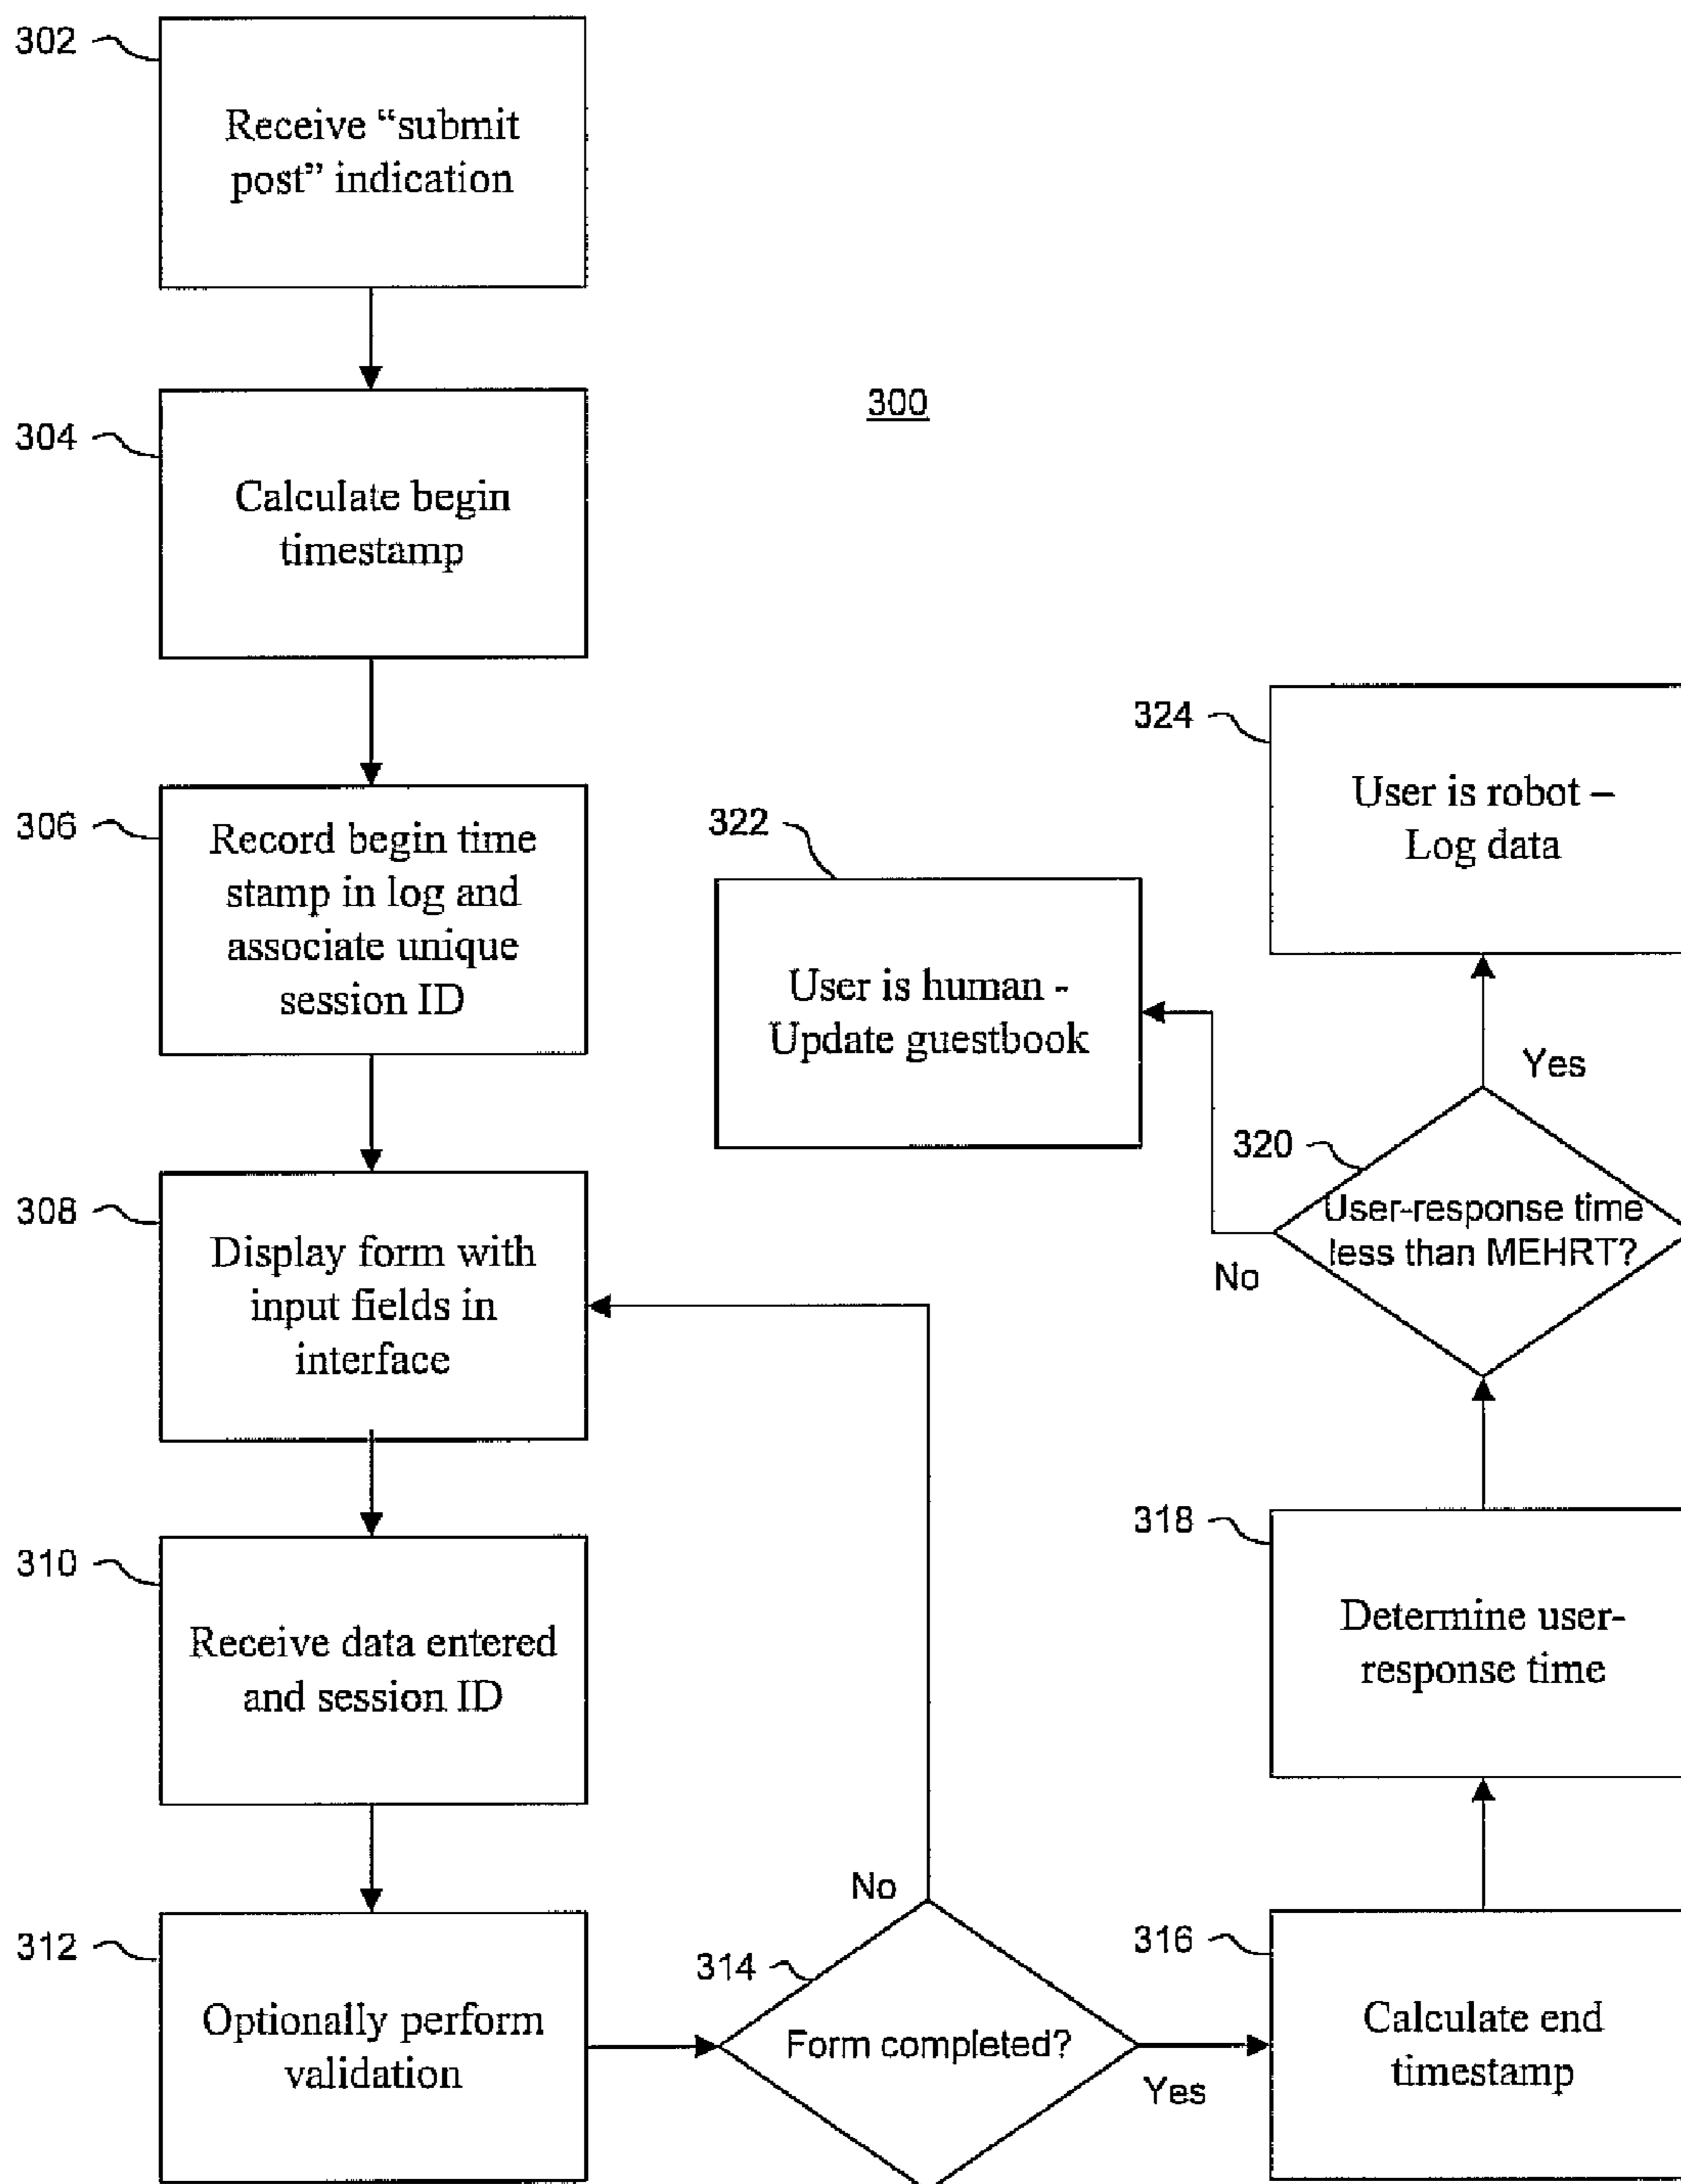 302
Receive “submit
post” indication
304
Calculate begin
timestamp
300
306
Record begin time
stamp in log and
associate unique
session ID
308
Display form with
input fields in
interface
310
Receive data entered
and session ID
312
Optionally perform
validation
314
Form completed?
No
Yes
316
Calculate end
timestamp
318
Determine user-
response time
320
User-response time
less than MEHRT?
No
Yes
322
User is human -
Update guestbook
324
User is robot –
Log data